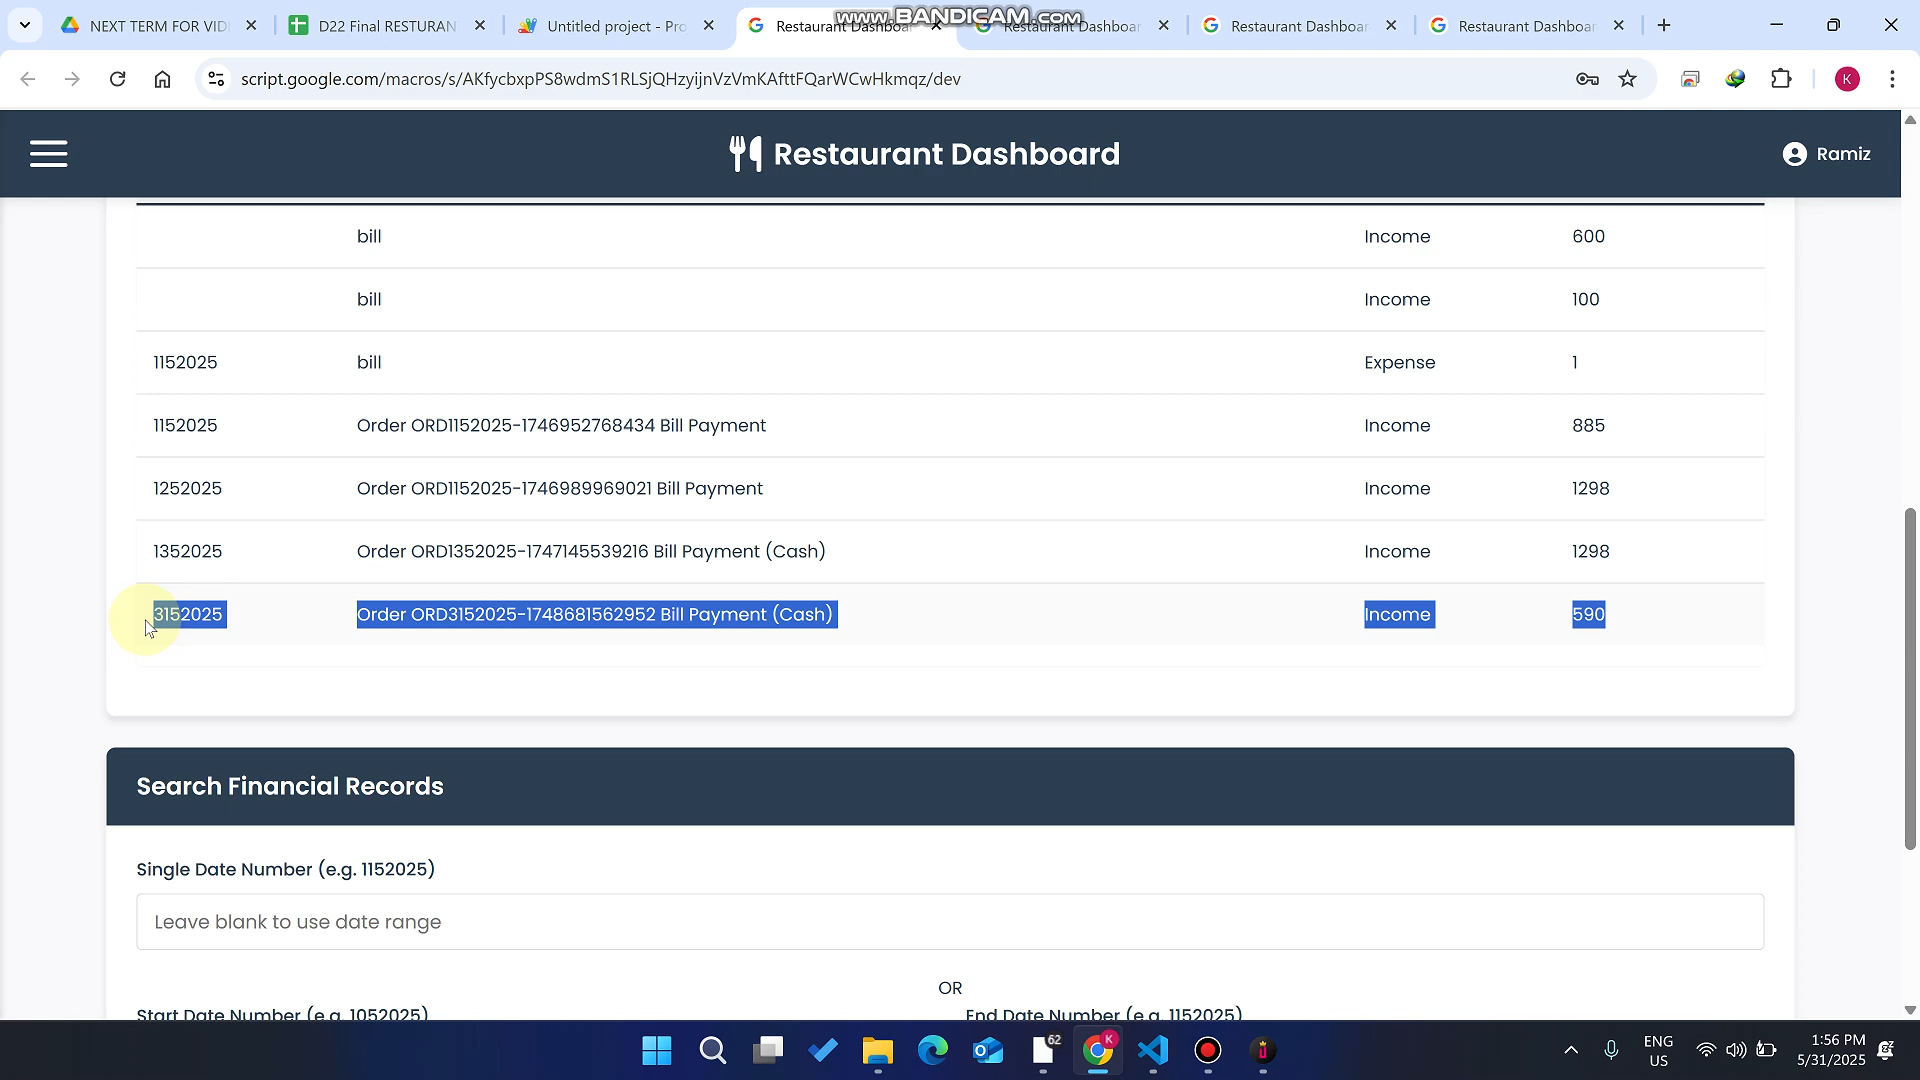 www.BANDICAM.com
NEXT TERM FOR VID
D22 Final RESTURAN
Untitled project - Pro
Restaurant Dashboar
Restaurant Dashboar
Restaurant Dashboar
Restaurant Dashboar
script.google.com/macros/s/AKfycbxpPS8wdmS1RLSjQHzyijnVzVmKAfttFQarWCwHkmqz/dev
K
Restaurant Dashboard
Ramiz
bill Income 600
bill Income 100
1152025 bill Expense 1
1152025 Order ORD1152025-1746952768434 Bill Payment Income 885
1252025 Order ORD1152025-1746989969021 Bill Payment Income 1298
1352025 Order ORD1352025-1747145539216 Bill Payment (Cash) Income 1298
3152025 Order ORD3152025-1748681562952 Bill Payment (Cash) Income 590
Search Financial Records
Single Date Number (e.g. 1152025)
Leave blank to use date range
OR
Start Date Number (e.g. 1052025) End Date Number (e.g. 1152025)
62
K
ENG
US
1:56 PM
5/31/2025